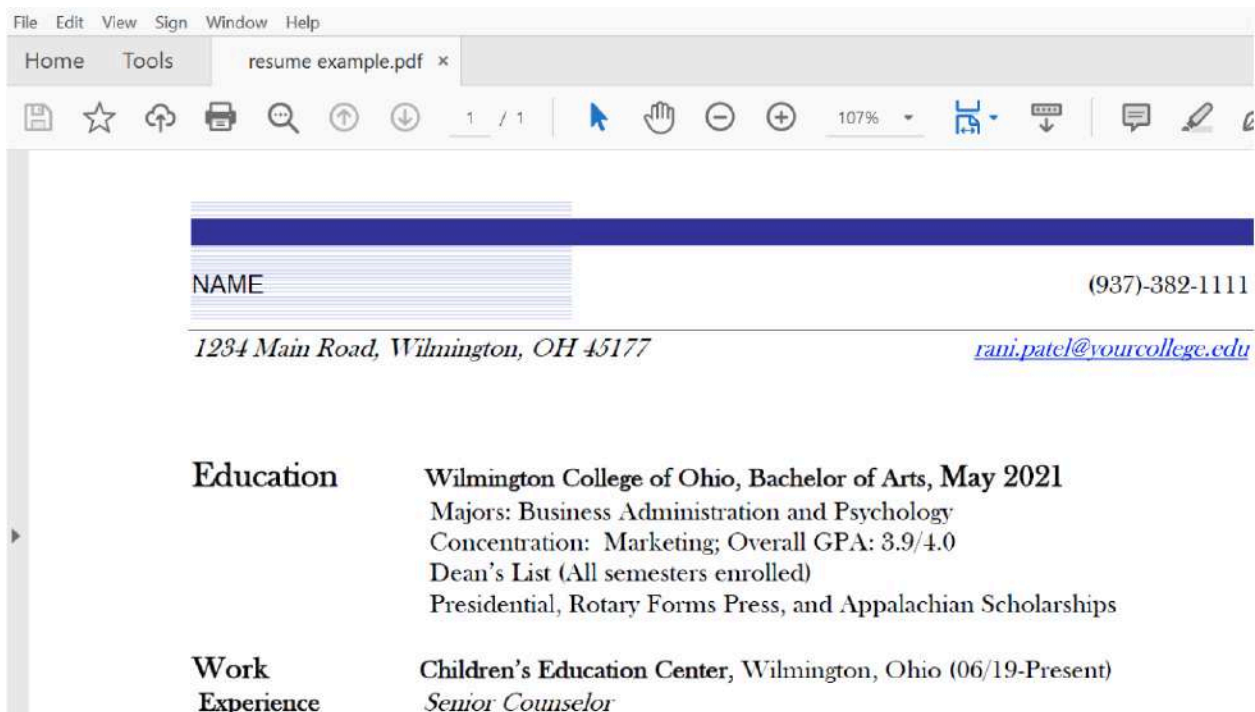 File Edit View Sign Window Help
Home Tools resume example.pdf ×
1 / 1 107%
NAME (937)-382-1111
1234 Main Road, Wilmington, OH 45177 rani.patel@yourcollege.edu
Education Wilmington College of Ohio, Bachelor of Arts, May 2021
Majors: Business Administration and Psychology
Concentration: Marketing; Overall GPA: 3.9/4.0
Dean's List (All semesters enrolled)
Presidential, Rotary Forms Press, and Appalachian Scholarships
Work Children's Education Center, Wilmington, Ohio (06/19-Present)
Experience Senior Counselor